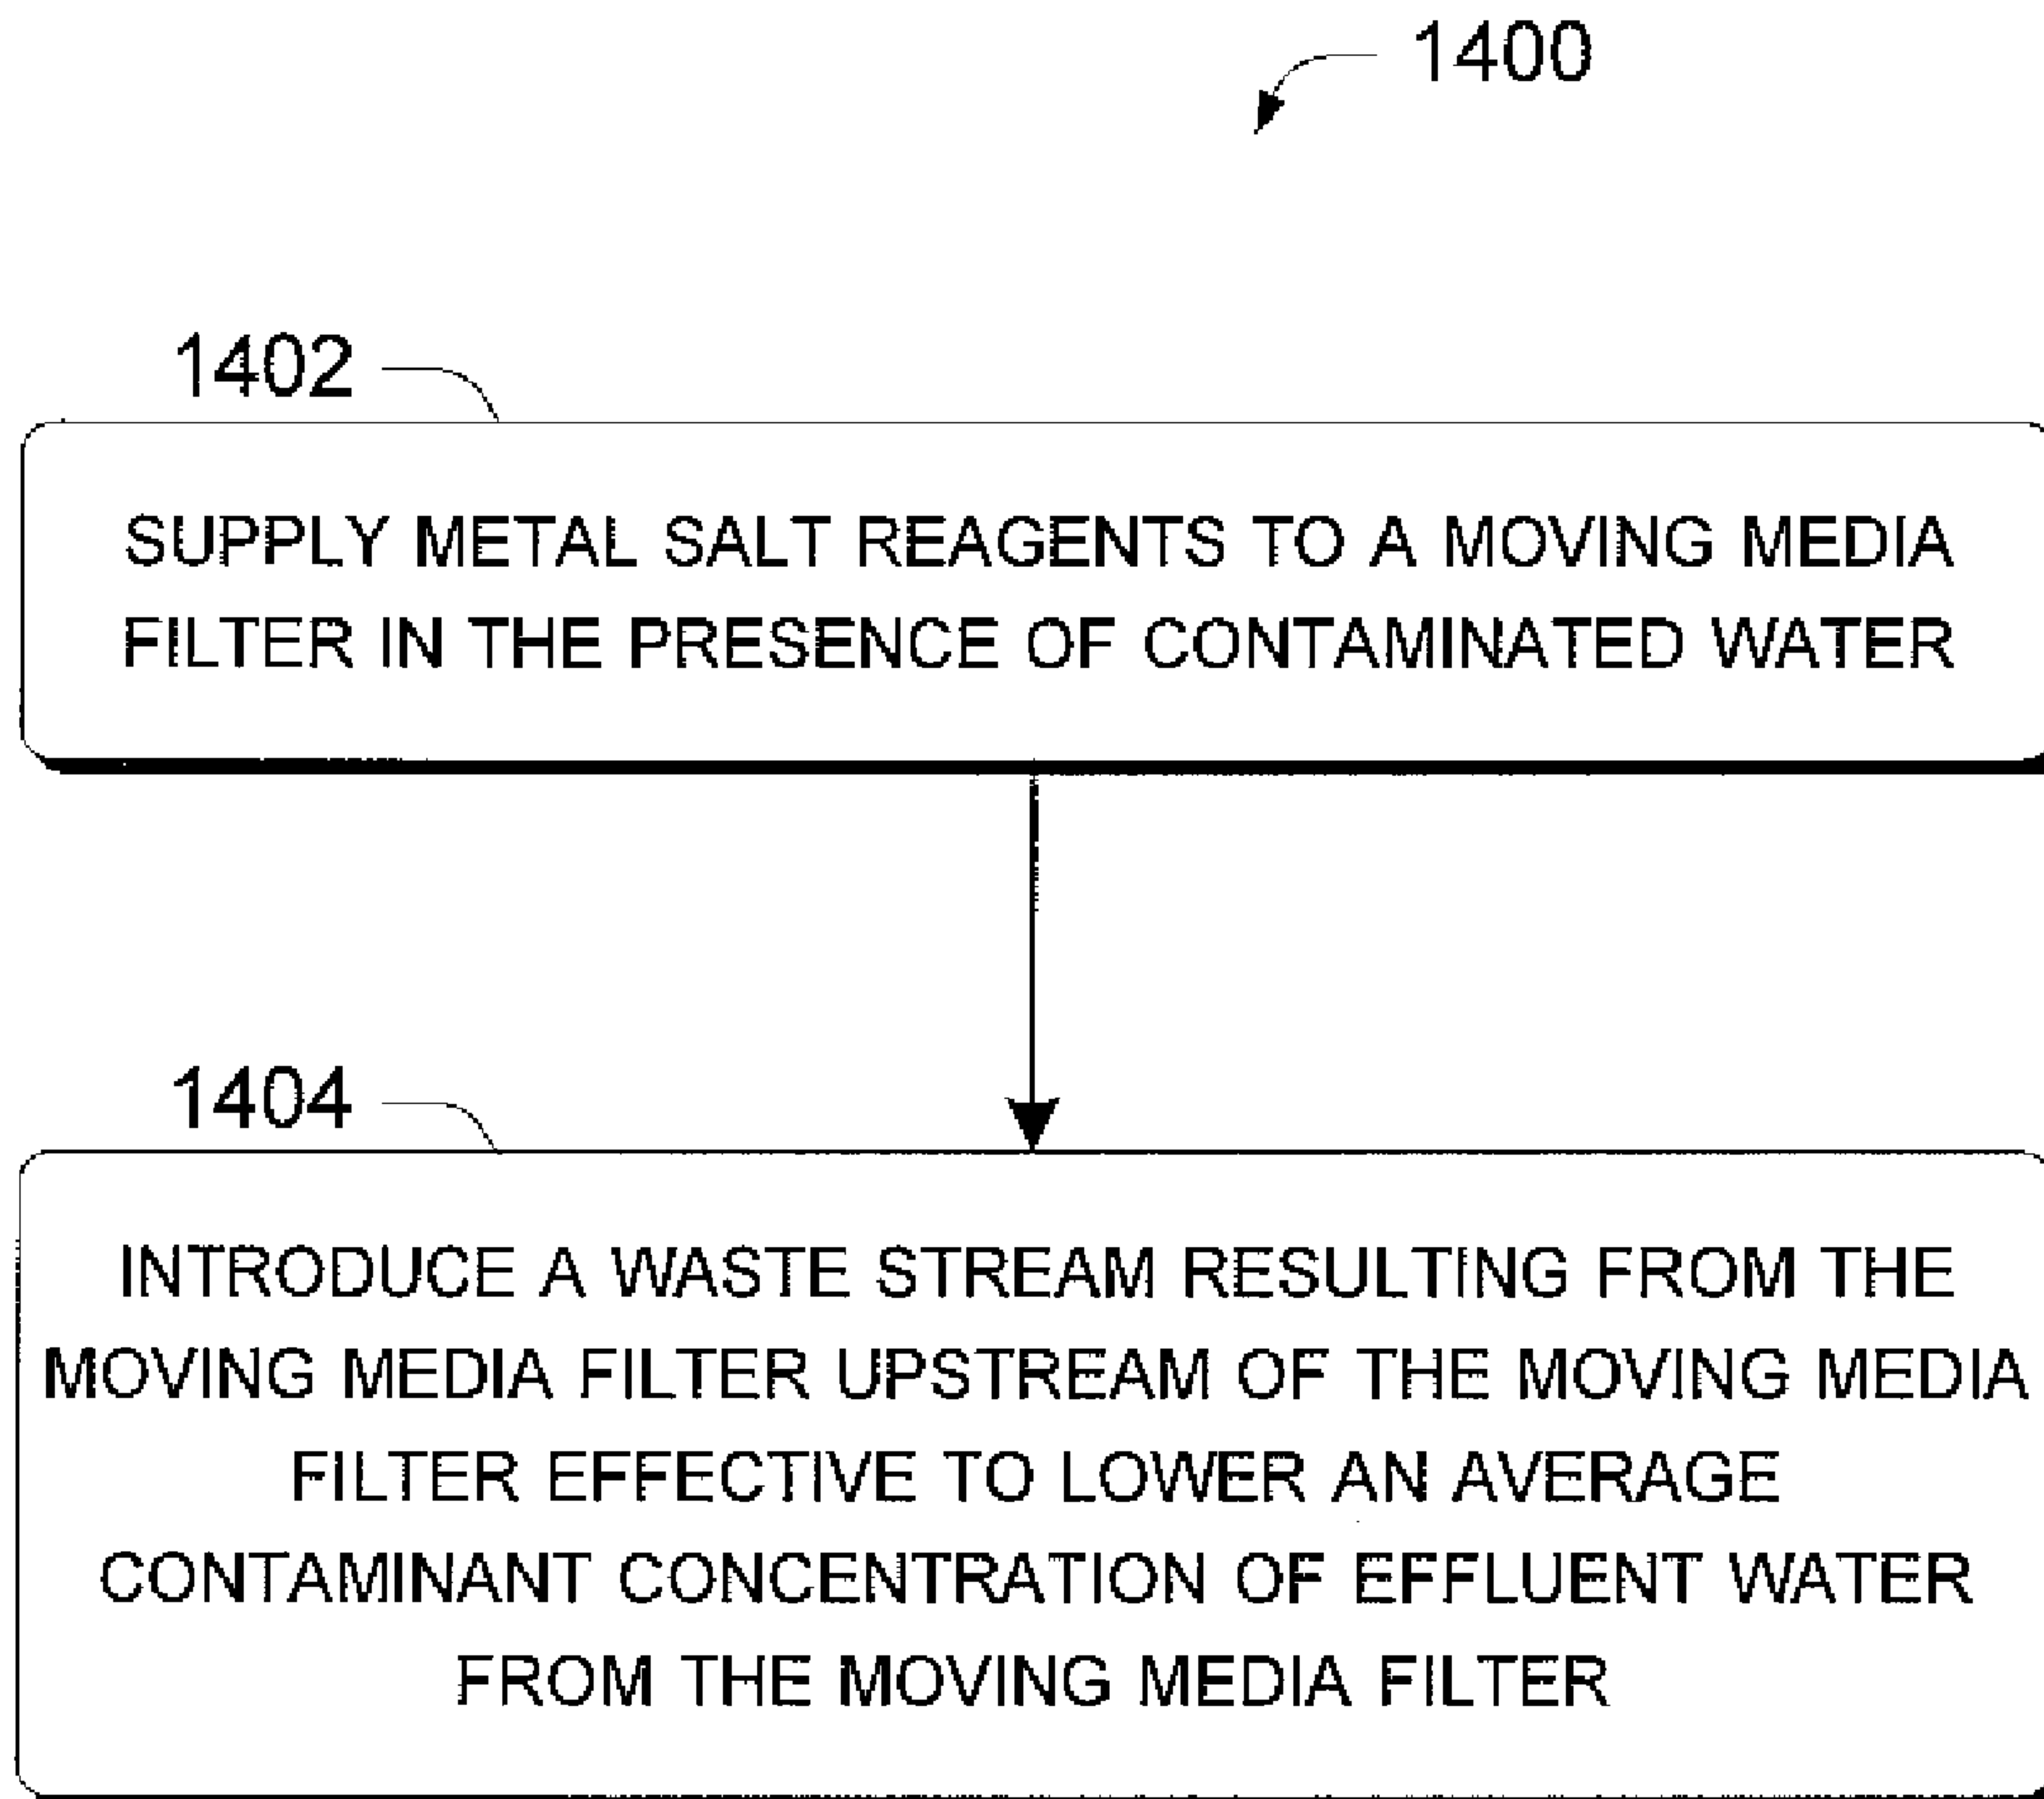 1400
1402
SUPPLY METAL SALT REAGENTS TO A MOVING MEDIA
FILTER IN THE PRESENCE OF CONTAMINATED WATER
1404
INTRODUCE A WASTE STREAM RESULTING FROM THE
MOVING MEDIA FILTER UPSTREAM OF THE MOVING MEDIA
FILTER EFFECTIVE TO LOWER AN AVERAGE
CONTAMINANT CONCENTRATION OF EFFLUENT WATER
FROM THE MOVING MEDIA FILTER